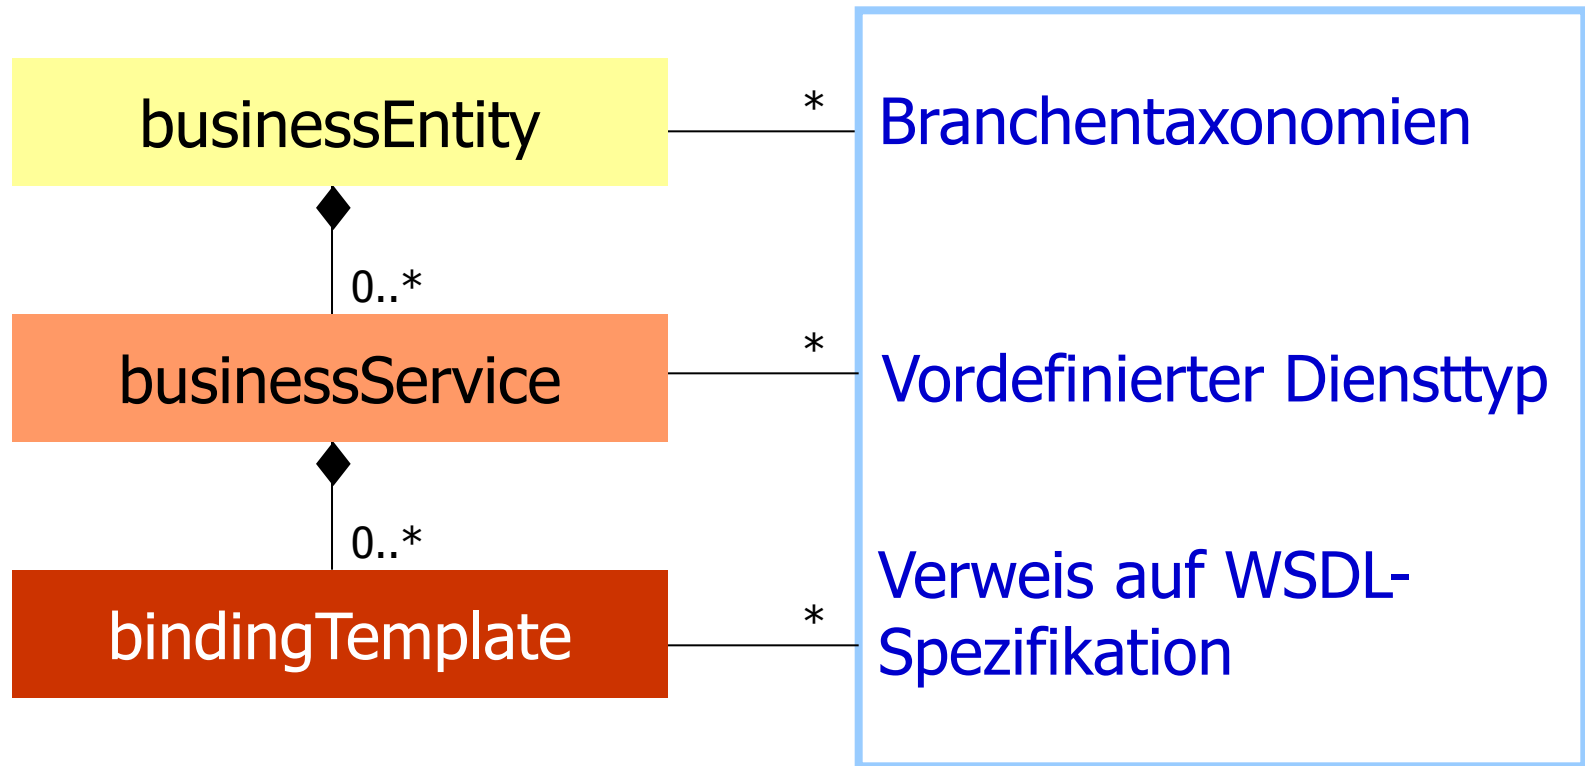 businessEntity
*
Branchentaxonomien
0..*
businessService
*
Vordefinierter Diensttyp
0..*
bindingTemplate
*
Verweis auf WSDL-
Spezifikation